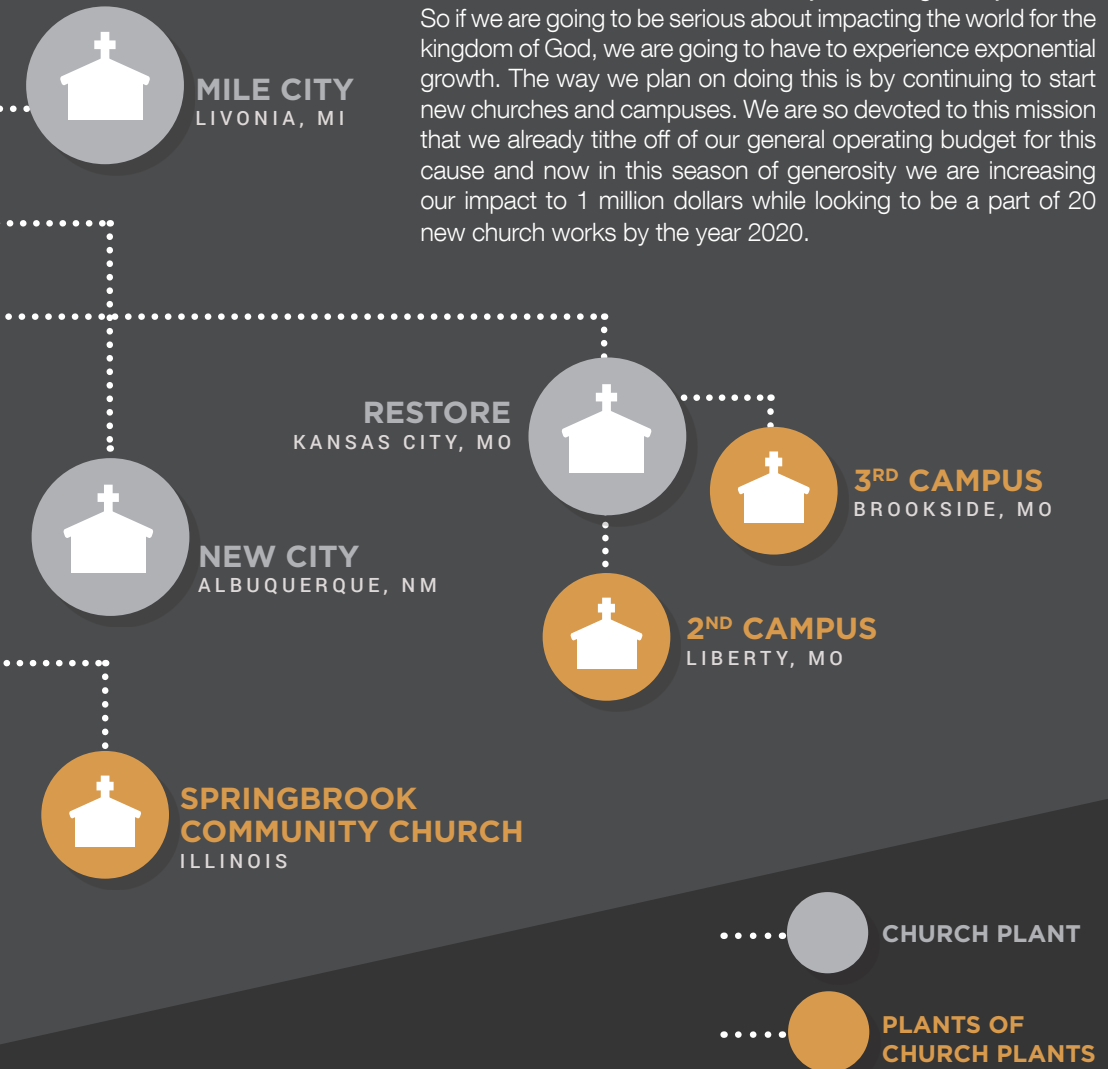 So if we are going to be serious about impacting the world for the
kingdom of God, we are going to have to experience exponential
growth. The way we plan on doing this is by continuing to start
new churches and campuses. We are so devoted to this mission
that we already tithe off of our general operating budget for this
cause and now in this season of generosity we are increasing
our impact to 1 million dollars while looking to be a part of 20
new church works by the year 2020.
MILE CITY
LIVONIA, MI
RESTORE
KANSAS CITY, MO
3RD CAMPUS
BROOKSIDE, MO
NEW CITY
ALBUQUERQUE, NM
2ND CAMPUS
LIBERTY, MO
SPRINGBROOK
COMMUNITY CHURCH
ILLINOIS
CHURCH PLANT
PLANTS OF
CHURCH PLANTS